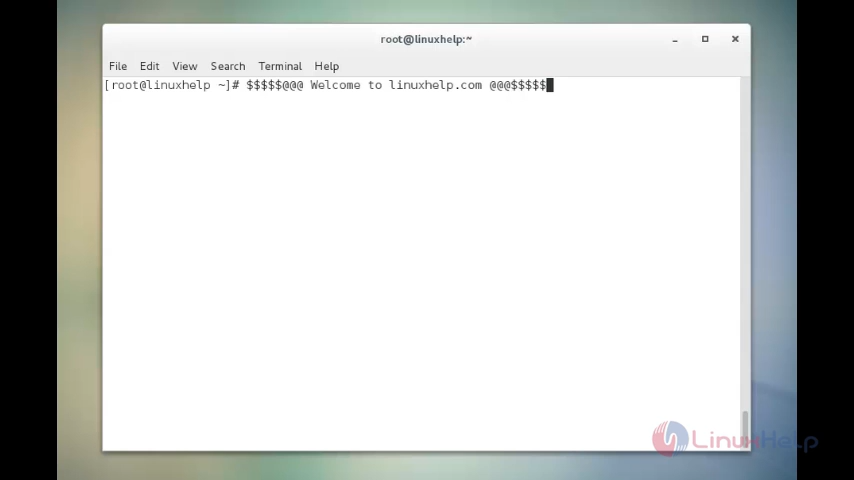 root@linuxhelp:~
File Edit View Search Terminal Help
[root@linuxhelp ~]# $$$$$@@@ Welcome to linuxhelp.com @@@$$$$$
LinuxHelp